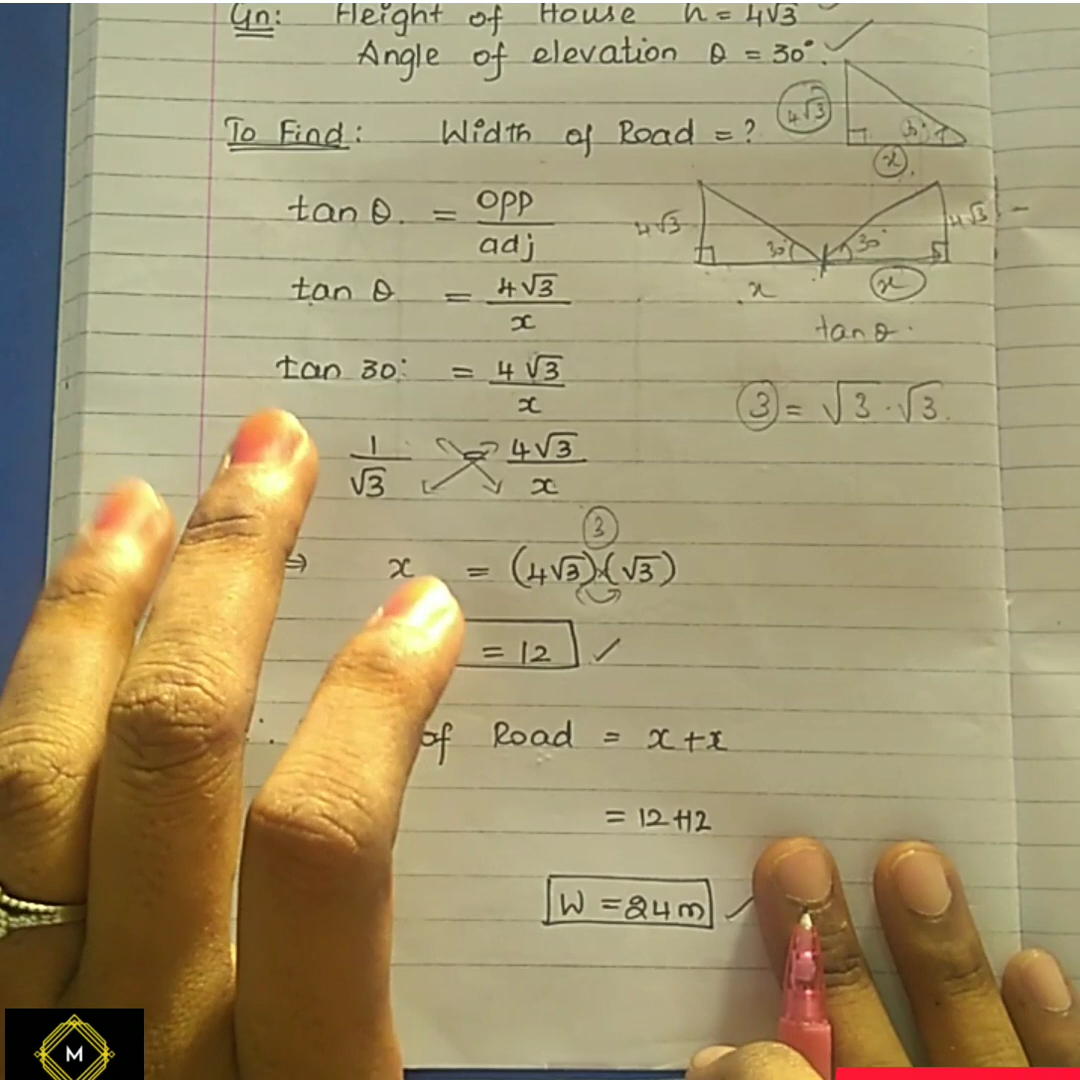 Gn: Height of House h = 4√3
Angle of elevation θ = 30°.
4√3
30°
x.
To Find: Width of Road = ?
tan θ. = opp
adj
4√3 30° 30° 4√3
x x
tan θ.
tan θ = 4√3
x
tan 30° = 4√3
x
3 = √3 · √3.
1 4√3
√3 x
3
⇒ x = (4√3) × (√3)
= 12
of Road = x + x
= 12 + 12
W = 24m
M